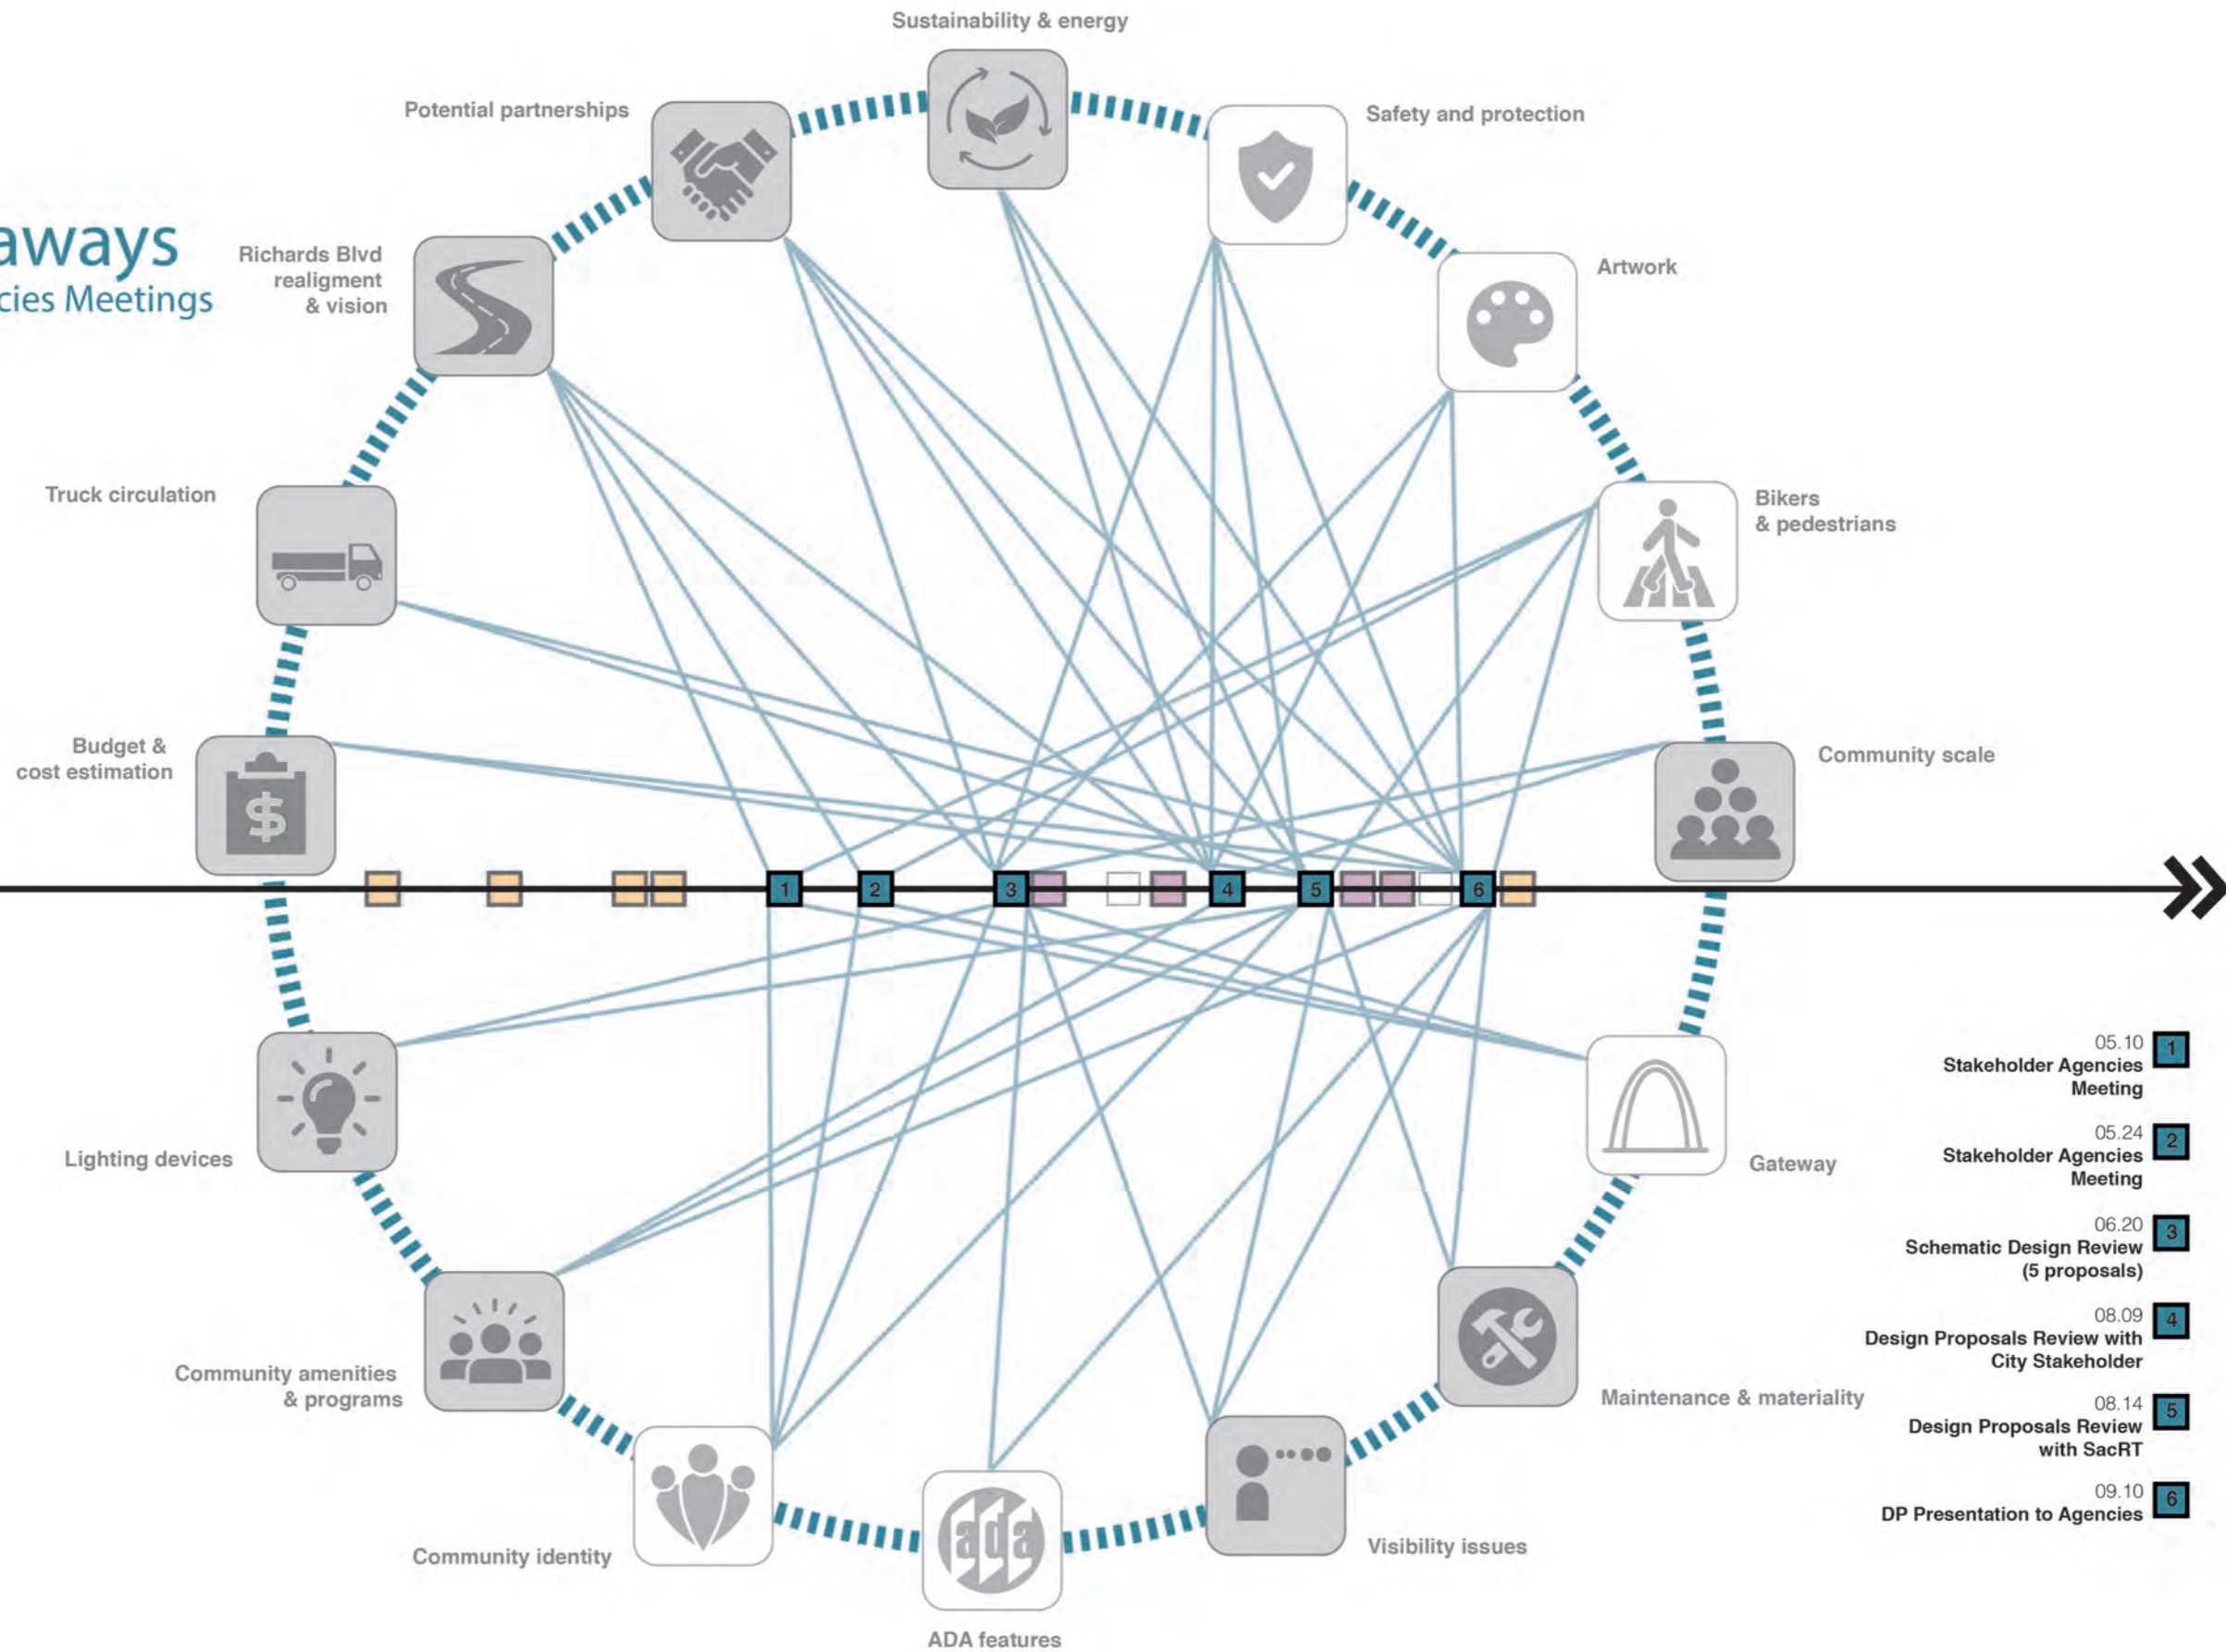 Sustainability & energy
Potential partnerships
Safety and protection
aways
cies Meetings
Richards Blvd
realigment
& vision
Artwork
Truck circulation
Bikers
& pedestrians
Budget &
cost estimation
$
Community scale
1
2
3
4
5
6
Lighting devices
Gateway
Community amenities
& programs
Maintenance & materiality
Community identity
ada
ADA features
Visibility issues
05.10
Stakeholder Agencies
Meeting
1
05.24
Stakeholder Agencies
Meeting
2
06.20
Schematic Design Review
(5 proposals)
3
08.09
Design Proposals Review with
City Stakeholder
4
08.14
Design Proposals Review
with SacRT
5
09.10
DP Presentation to Agencies
6